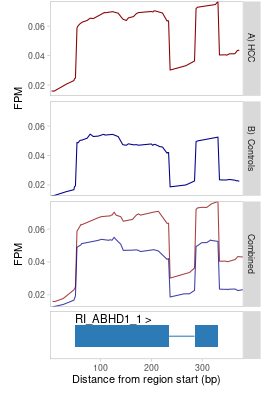 0.06
0.04
0.02
FPM
A) HCC
0.06
0.04
0.02
B): Controls
0.06
0.04
0.02
FPM
Combined
RI_ABHD1_1 >
100 200 300
Distance from region start (bp)